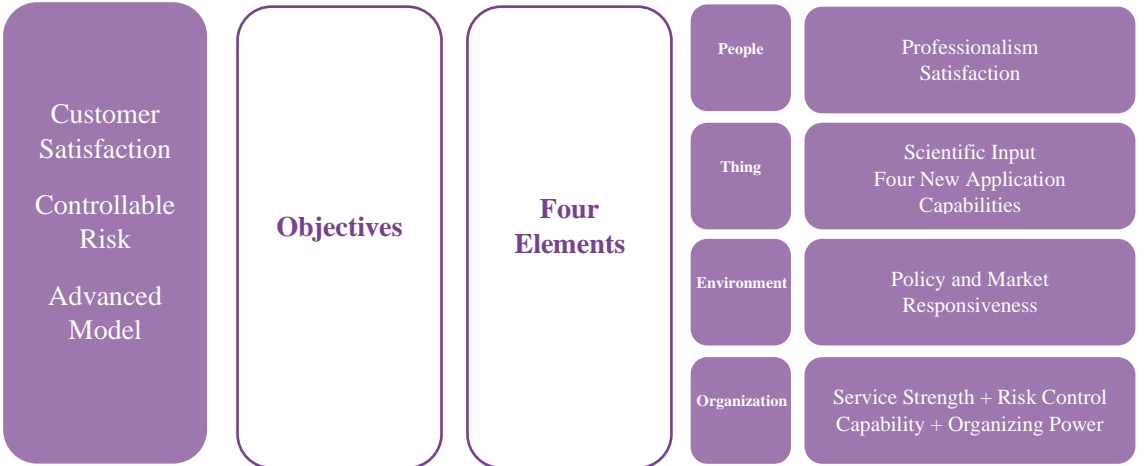 Customer
Satisfaction
Controllable
Risk
Advanced
Model
Objectives
Four
Elements
People
Professionalism
Satisfaction
Thing
Scientific Input
Four New Application
Capabilities
Environment
Policy and Market
Responsiveness
Organization
Service Strength + Risk Control
Capability + Organizing Power